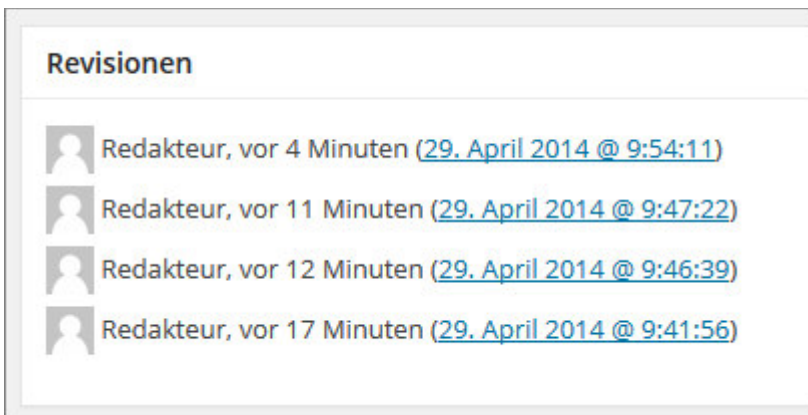 Revisionen
Redakteur, vor 4 Minuten (29. April 2014 @ 9:54:11)
Redakteur, vor 11 Minuten (29. April 2014 @ 9:47:22)
Redakteur, vor 12 Minuten (29. April 2014 @ 9:46:39)
Redakteur, vor 17 Minuten (29. April 2014 @ 9:41:56)